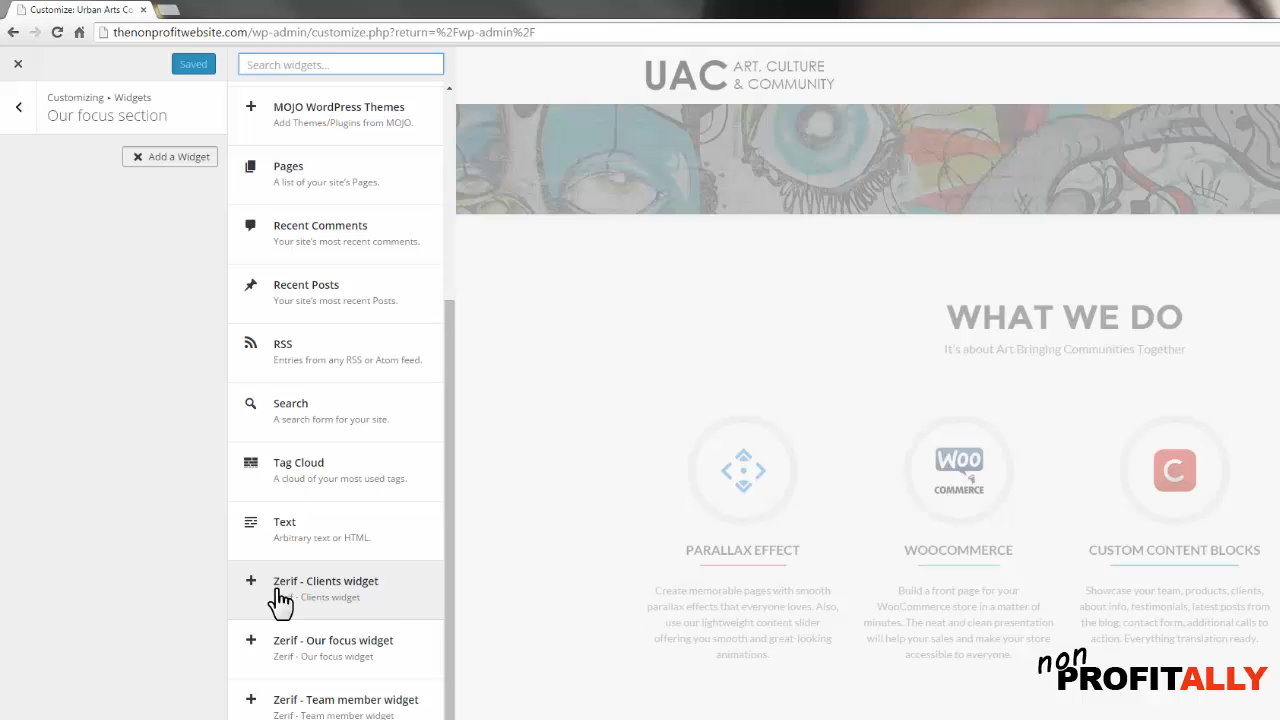 Customize: Urban Arts Co
thenonprofitwebsite.com/wp-admin/customize.php?return=%2Fwp-admin%2F
Saved
Customizing ▸ Widgets
Our focus section
Add a Widget
Search widgets...
MOJO WordPress Themes
Add Themes/Plugins from MOJO.
Pages
A list of your site's Pages.
Recent Comments
Your site's most recent comments.
Recent Posts
Your site's most recent Posts.
RSS
Entries from any RSS or Atom feed.
Search
A search form for your site.
Tag Cloud
A cloud of your most used tags.
Text
Arbitrary text or HTML.
Zerif - Clients widget
Zerif - Clients widget
Zerif - Our focus widget
Zerif - Our focus widget
Zerif - Team member widget
Zerif - Team member widget
UAC ART, CULTURE
& COMMUNITY
WHAT WE DO
It's about Art Bringing Communities Together
WOO
COMMERCE
C
PARALLAX EFFECT
Create memorable pages with smooth
parallax effects that everyone loves. Also,
use our lightweight content slider
offering you smooth and great-looking
animations.
WOOCOMMERCE
Build a front page for your
WooCommerce store in a matter of
minutes. The neat and clean presentation
will help your sales and make your store
accessible to everyone.
CUSTOM CONTENT BLOCKS
Showcase your team, products, clients,
about info, testimonials, latest posts from
the blog, contact form, additional calls to
action. Everything translation ready.
non
PROFITALLY